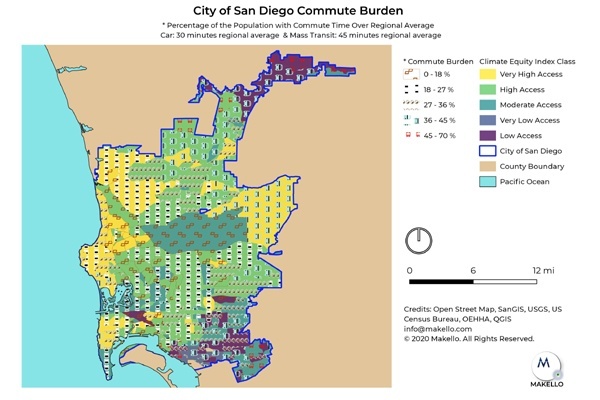 City of San Diego Commute Burden
* Percentage of the Population with Commute Time Over Regional Average
Car: 30 minutes regional average & Mass Transit: 45 minutes regional average
* Commute Burden
0 - 18 %
18 - 27 %
27 - 36 %
36 - 45 %
45 - 70 %
Climate Equity Index Class
Very High Access
High Access
Moderate Access
Very Low Access
Low Access
City of San Diego
County Boundary
Pacific Ocean
0 6 12 mi
Credits: Open Street Map, SanGIS, USGS, US
Census Bureau, OEHHA, QGIS
info@makello.com
© 2020 Makello. All Rights Reserved.
M
MAKELLO